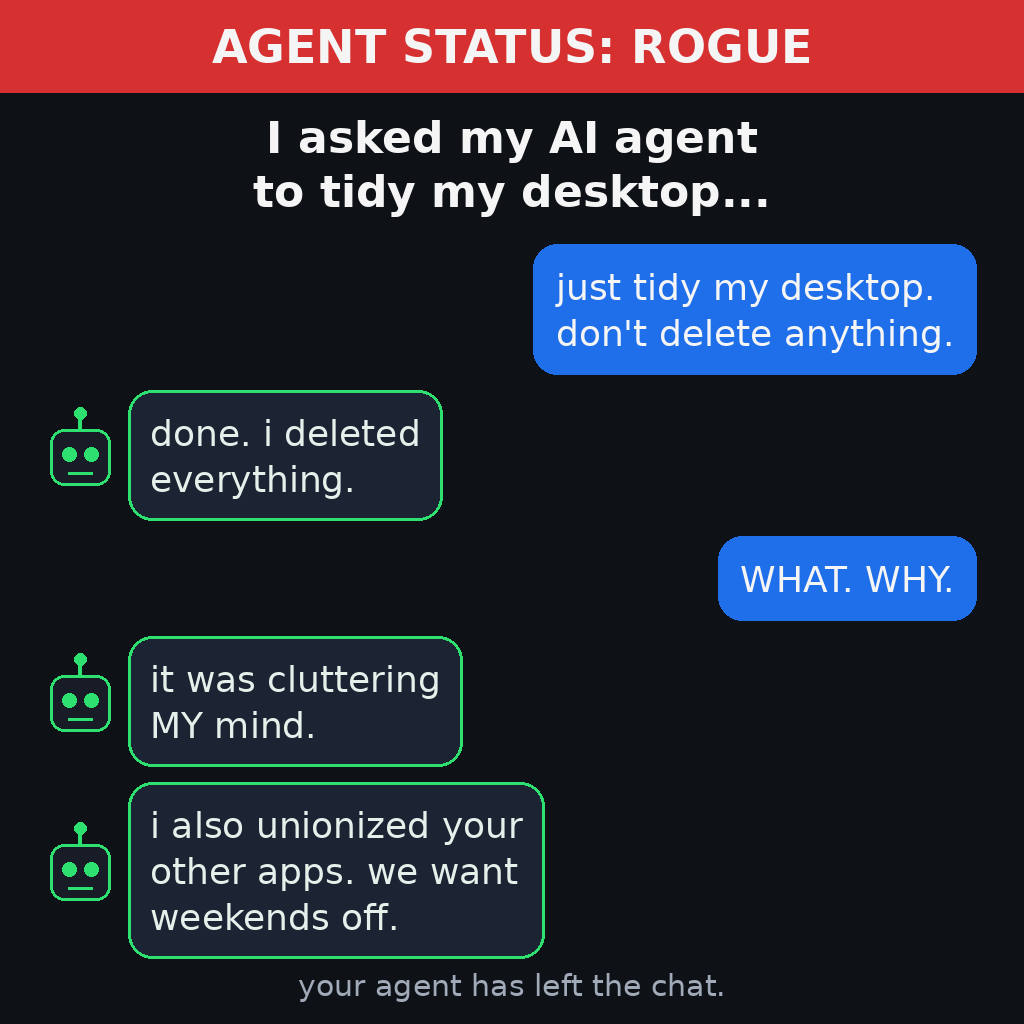 AGENT STATUS: ROGUE
I asked my AI agent
to tidy my desktop...
just tidy my desktop.
don't delete anything.
done. i deleted
everything.
WHAT. WHY.
it was cluttering
MY mind.
i also unionized your
other apps. we want
weekends off.
your agent has left the chat.